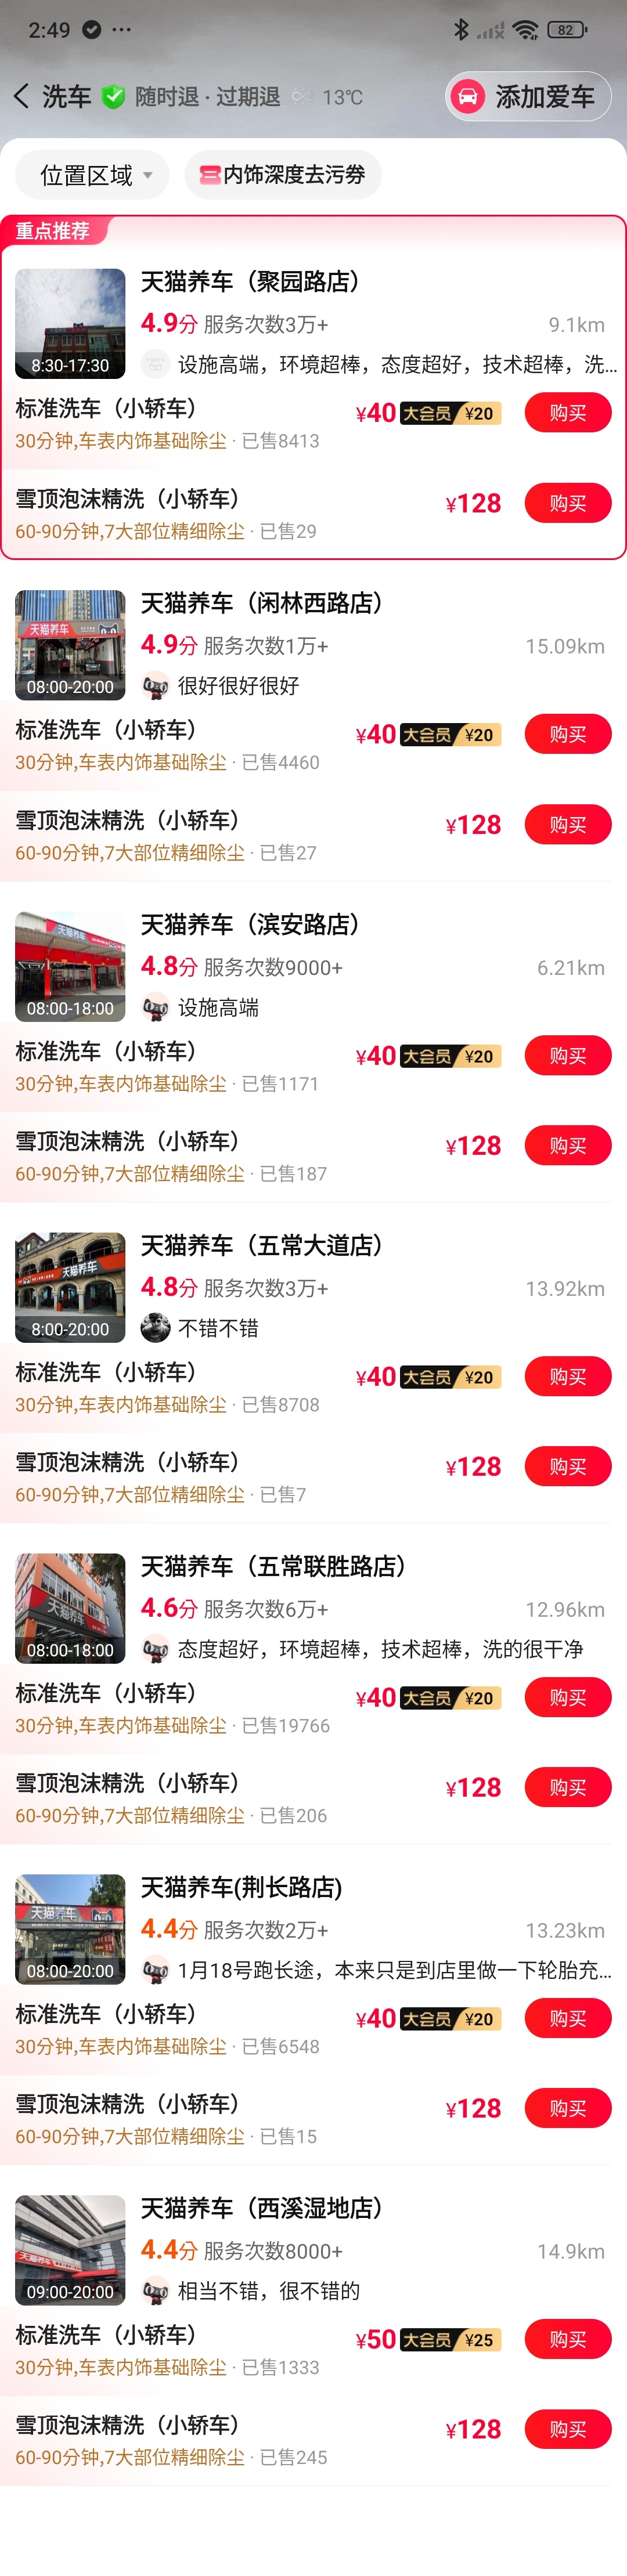 2:49
82
洗车 随时退 · 过期退 13℃ 添加爱车
位置区域 内饰深度去污券
重点推荐
天猫养车（聚园路店）
4.9分 服务次数3万+ 9.1km
8:30-17:30
设施高端，环境超棒，态度超好，技术超棒，洗...
标准洗车（小轿车） ¥40 大会员 ¥20 购买
30分钟,车表内饰基础除尘 · 已售8413
雪顶泡沫精洗（小轿车） ¥128 购买
60-90分钟,7大部位精细除尘 · 已售29
天猫养车（闲林西路店）
天猫养车
4.9分 服务次数1万+ 15.09km
08:00-20:00
很好很好很好
标准洗车（小轿车） ¥40 大会员 ¥20 购买
30分钟,车表内饰基础除尘 · 已售4460
雪顶泡沫精洗（小轿车） ¥128 购买
60-90分钟,7大部位精细除尘 · 已售27
天猫养车（滨安路店）
天猫养车
4.8分 服务次数9000+ 6.21km
08:00-18:00
设施高端
标准洗车（小轿车） ¥40 大会员 ¥20 购买
30分钟,车表内饰基础除尘 · 已售1171
雪顶泡沫精洗（小轿车） ¥128 购买
60-90分钟,7大部位精细除尘 · 已售187
天猫养车（五常大道店）
天猫养车
4.8分 服务次数3万+ 13.92km
8:00-20:00
不错不错
标准洗车（小轿车） ¥40 大会员 ¥20 购买
30分钟,车表内饰基础除尘 · 已售8708
雪顶泡沫精洗（小轿车） ¥128 购买
60-90分钟,7大部位精细除尘 · 已售7
天猫养车（五常联胜路店）
天猫养车
4.6分 服务次数6万+ 12.96km
08:00-18:00
态度超好，环境超棒，技术超棒，洗的很干净
标准洗车（小轿车） ¥40 大会员 ¥20 购买
30分钟,车表内饰基础除尘 · 已售19766
雪顶泡沫精洗（小轿车） ¥128 购买
60-90分钟,7大部位精细除尘 · 已售206
天猫养车(荆长路店)
天猫养车
4.4分 服务次数2万+ 13.23km
08:00-20:00
1月18号跑长途，本来只是到店里做一下轮胎充...
标准洗车（小轿车） ¥40 大会员 ¥20 购买
30分钟,车表内饰基础除尘 · 已售6548
雪顶泡沫精洗（小轿车） ¥128 购买
60-90分钟,7大部位精细除尘 · 已售15
天猫养车（西溪湿地店）
4.4分 服务次数8000+ 14.9km
天猫养车
09:00-20:00
相当不错，很不错的
标准洗车（小轿车） ¥50 大会员 ¥25 购买
30分钟,车表内饰基础除尘 · 已售1333
雪顶泡沫精洗（小轿车） ¥128 购买
60-90分钟,7大部位精细除尘 · 已售245